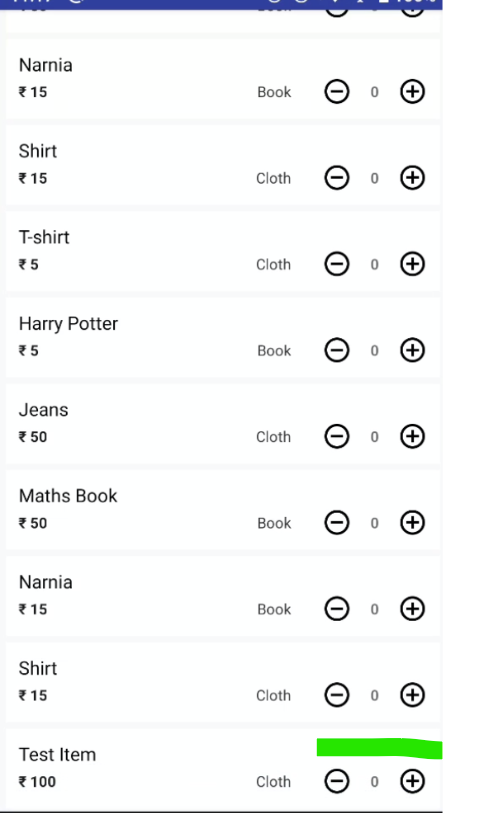 Narnia
₹ 15 Book 0
Shirt
₹ 15 Cloth 0
T-shirt
₹ 5 Cloth 0
Harry Potter
₹ 5 Book 0
Jeans
₹ 50 Cloth 0
Maths Book
₹ 50 Book 0
Narnia
₹ 15 Book 0
Shirt
₹ 15 Cloth 0
Test Item
₹ 100 Cloth 0